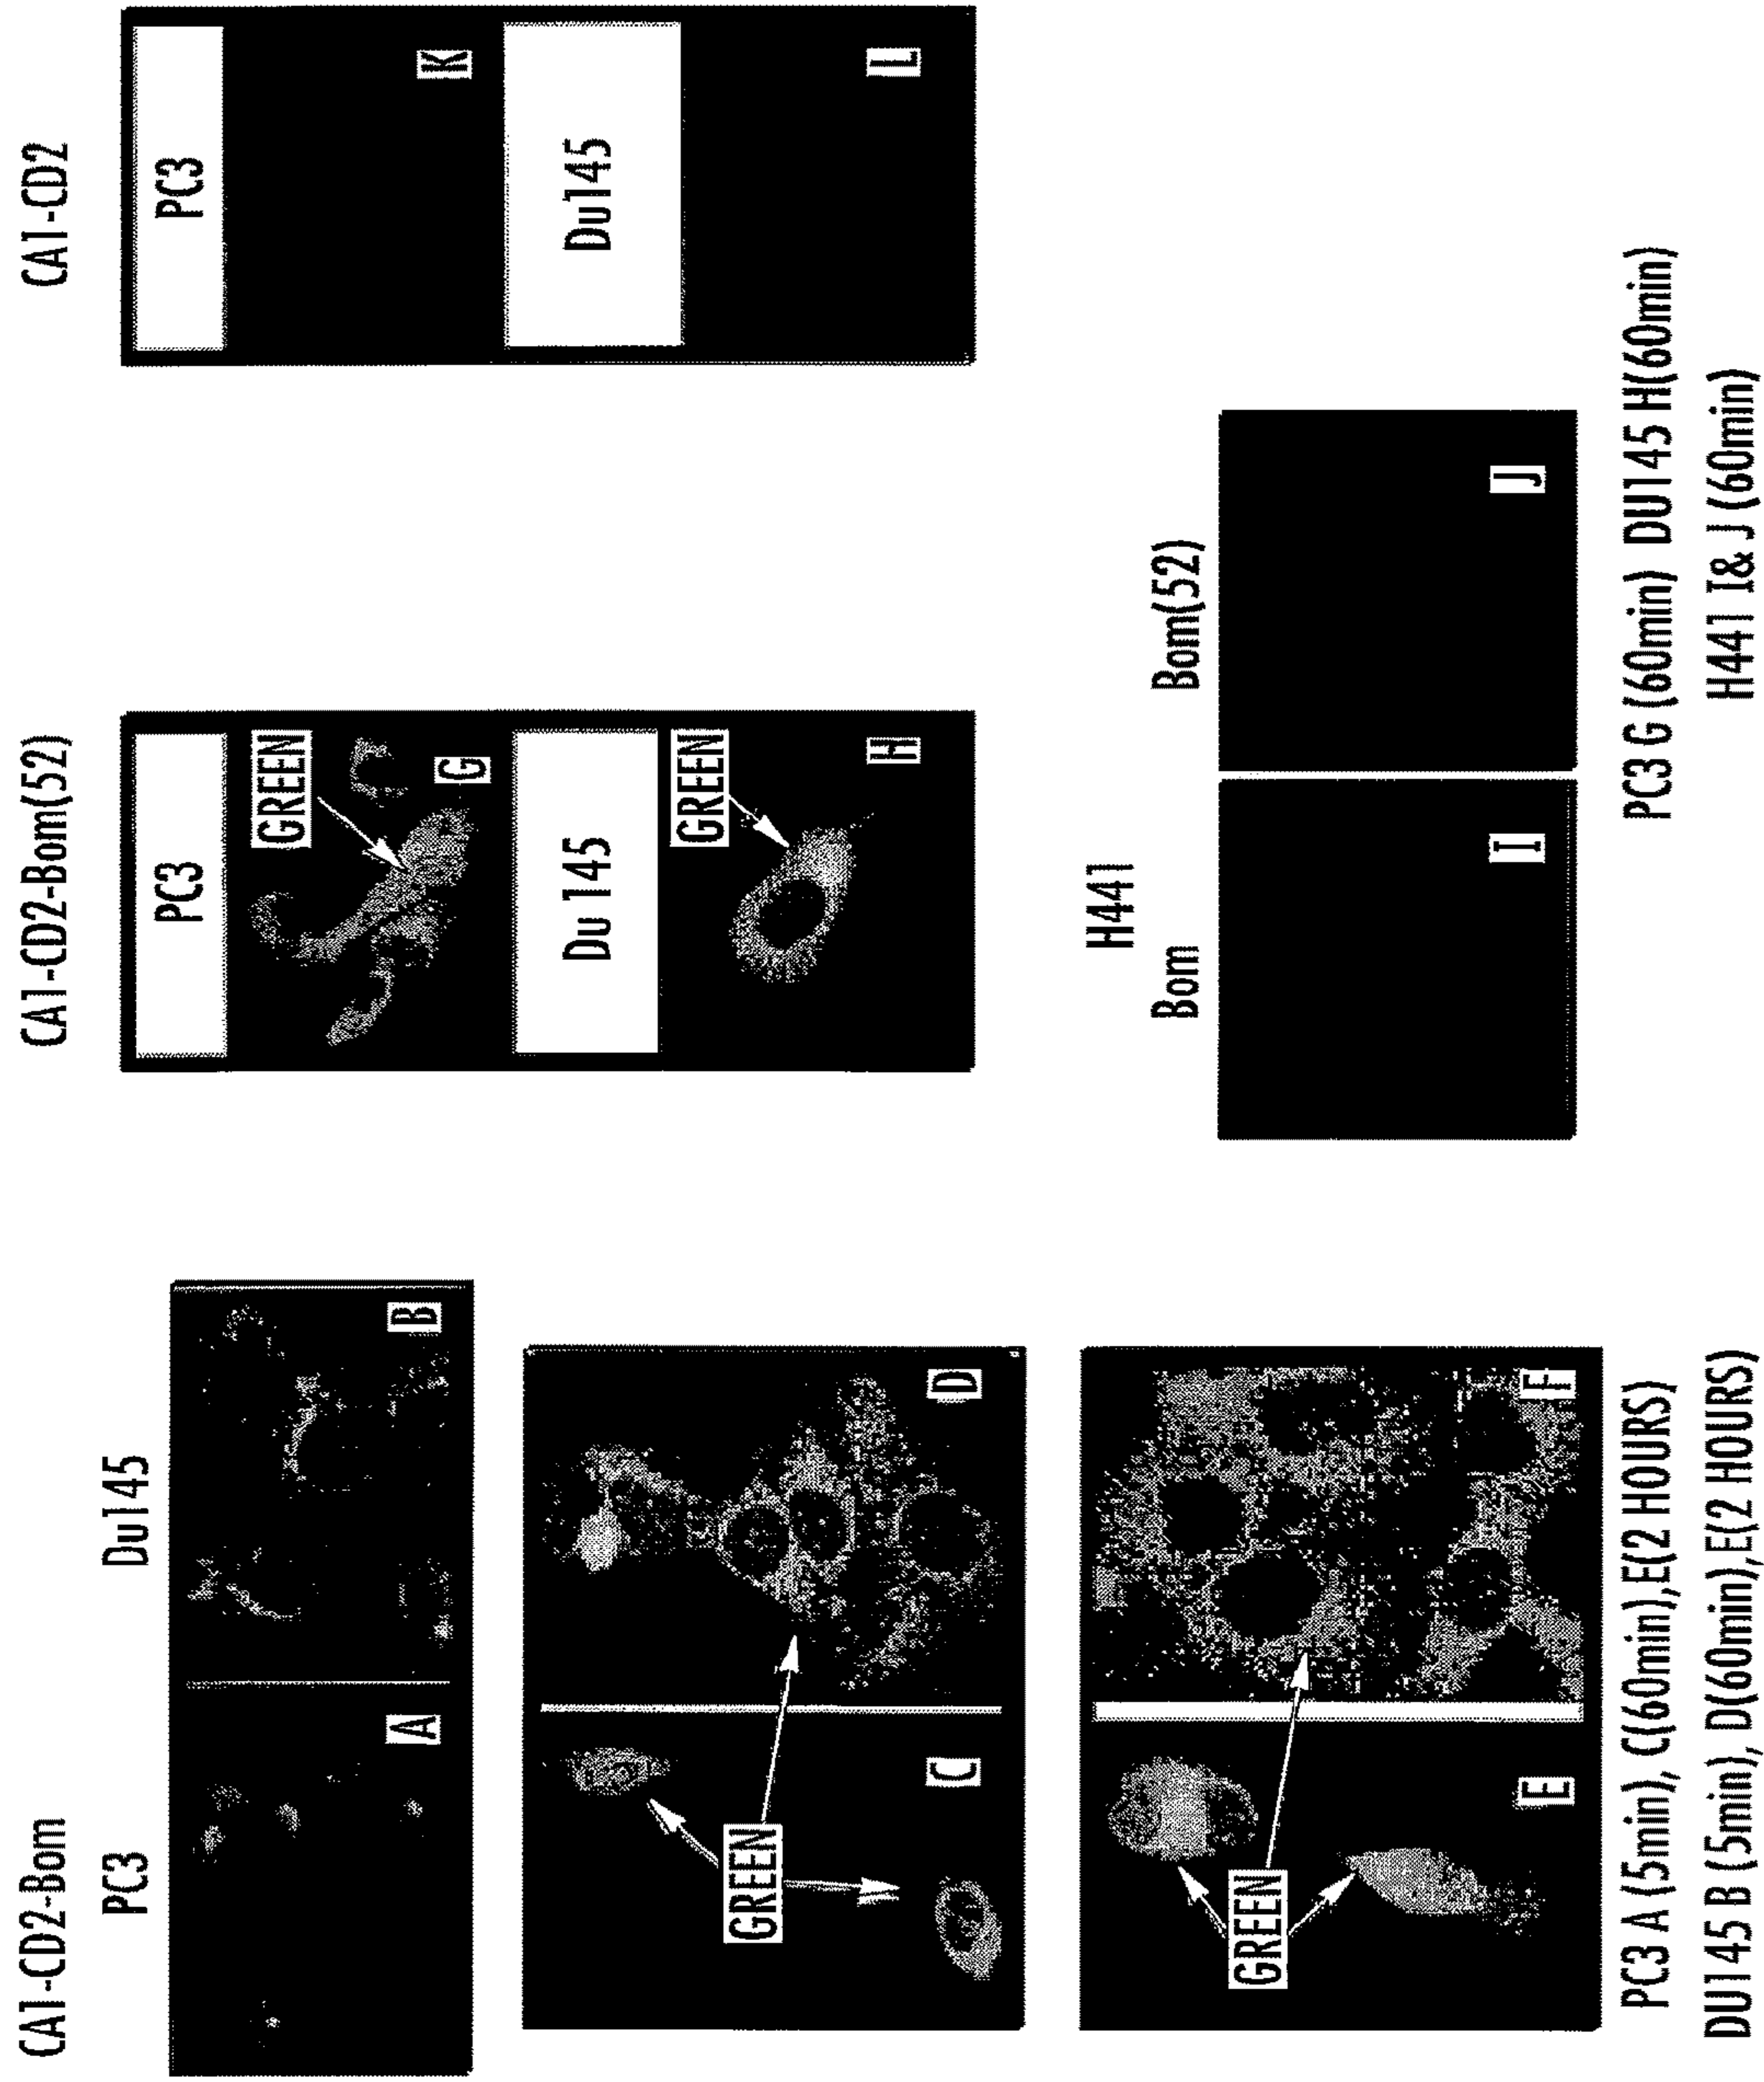 CA1-CD2-Bom
PC3 Du145
A B
GREEN
C D
GREEN
E F
PC3 A (5min), C(60min),E(2 HOURS)
DU145 B (5min), D(60min),E(2 HOURS)
CA1-CD2-Bom(52)
PC3
GREEN
G
Du 145
GREEN
H
CA1-CD2
PC3
K
Du145
L
H441
Bom Bom(52)
I J
PC3 G (60min) DU145 H(60min)
H441 I& J (60min)